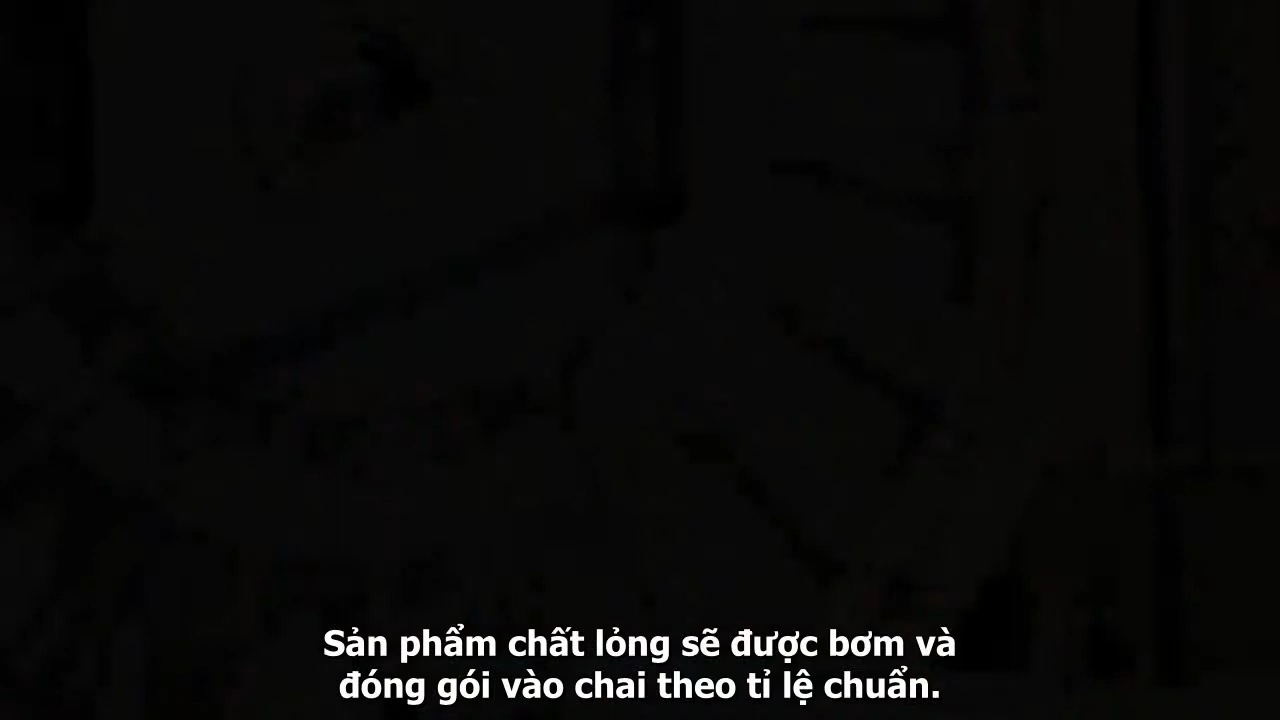 Sản phẩm chất lỏng sẽ được bơm và
đóng gói vào chai theo tỉ lệ chuẩn.